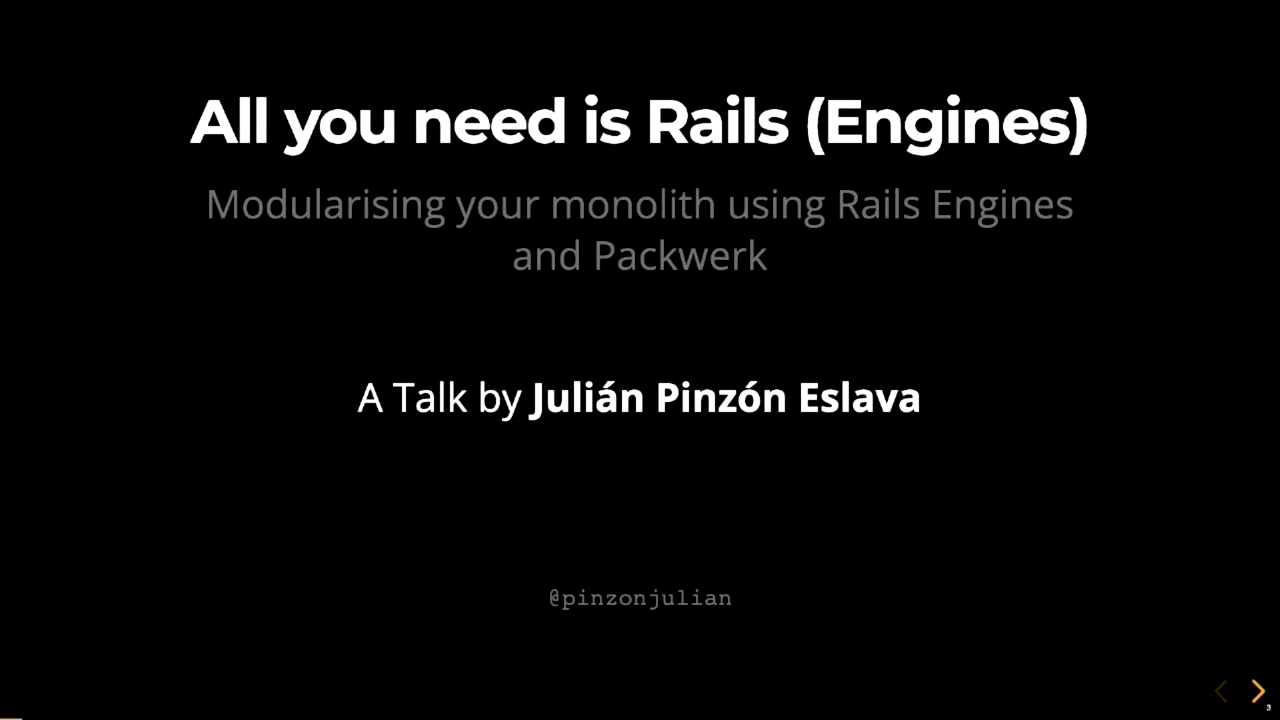 All you need is Rails (Engines)
Modularising your monolith using Rails Engines
and Packwerk
A Talk by Julián Pinzón Eslava
@pinzonjulian
3